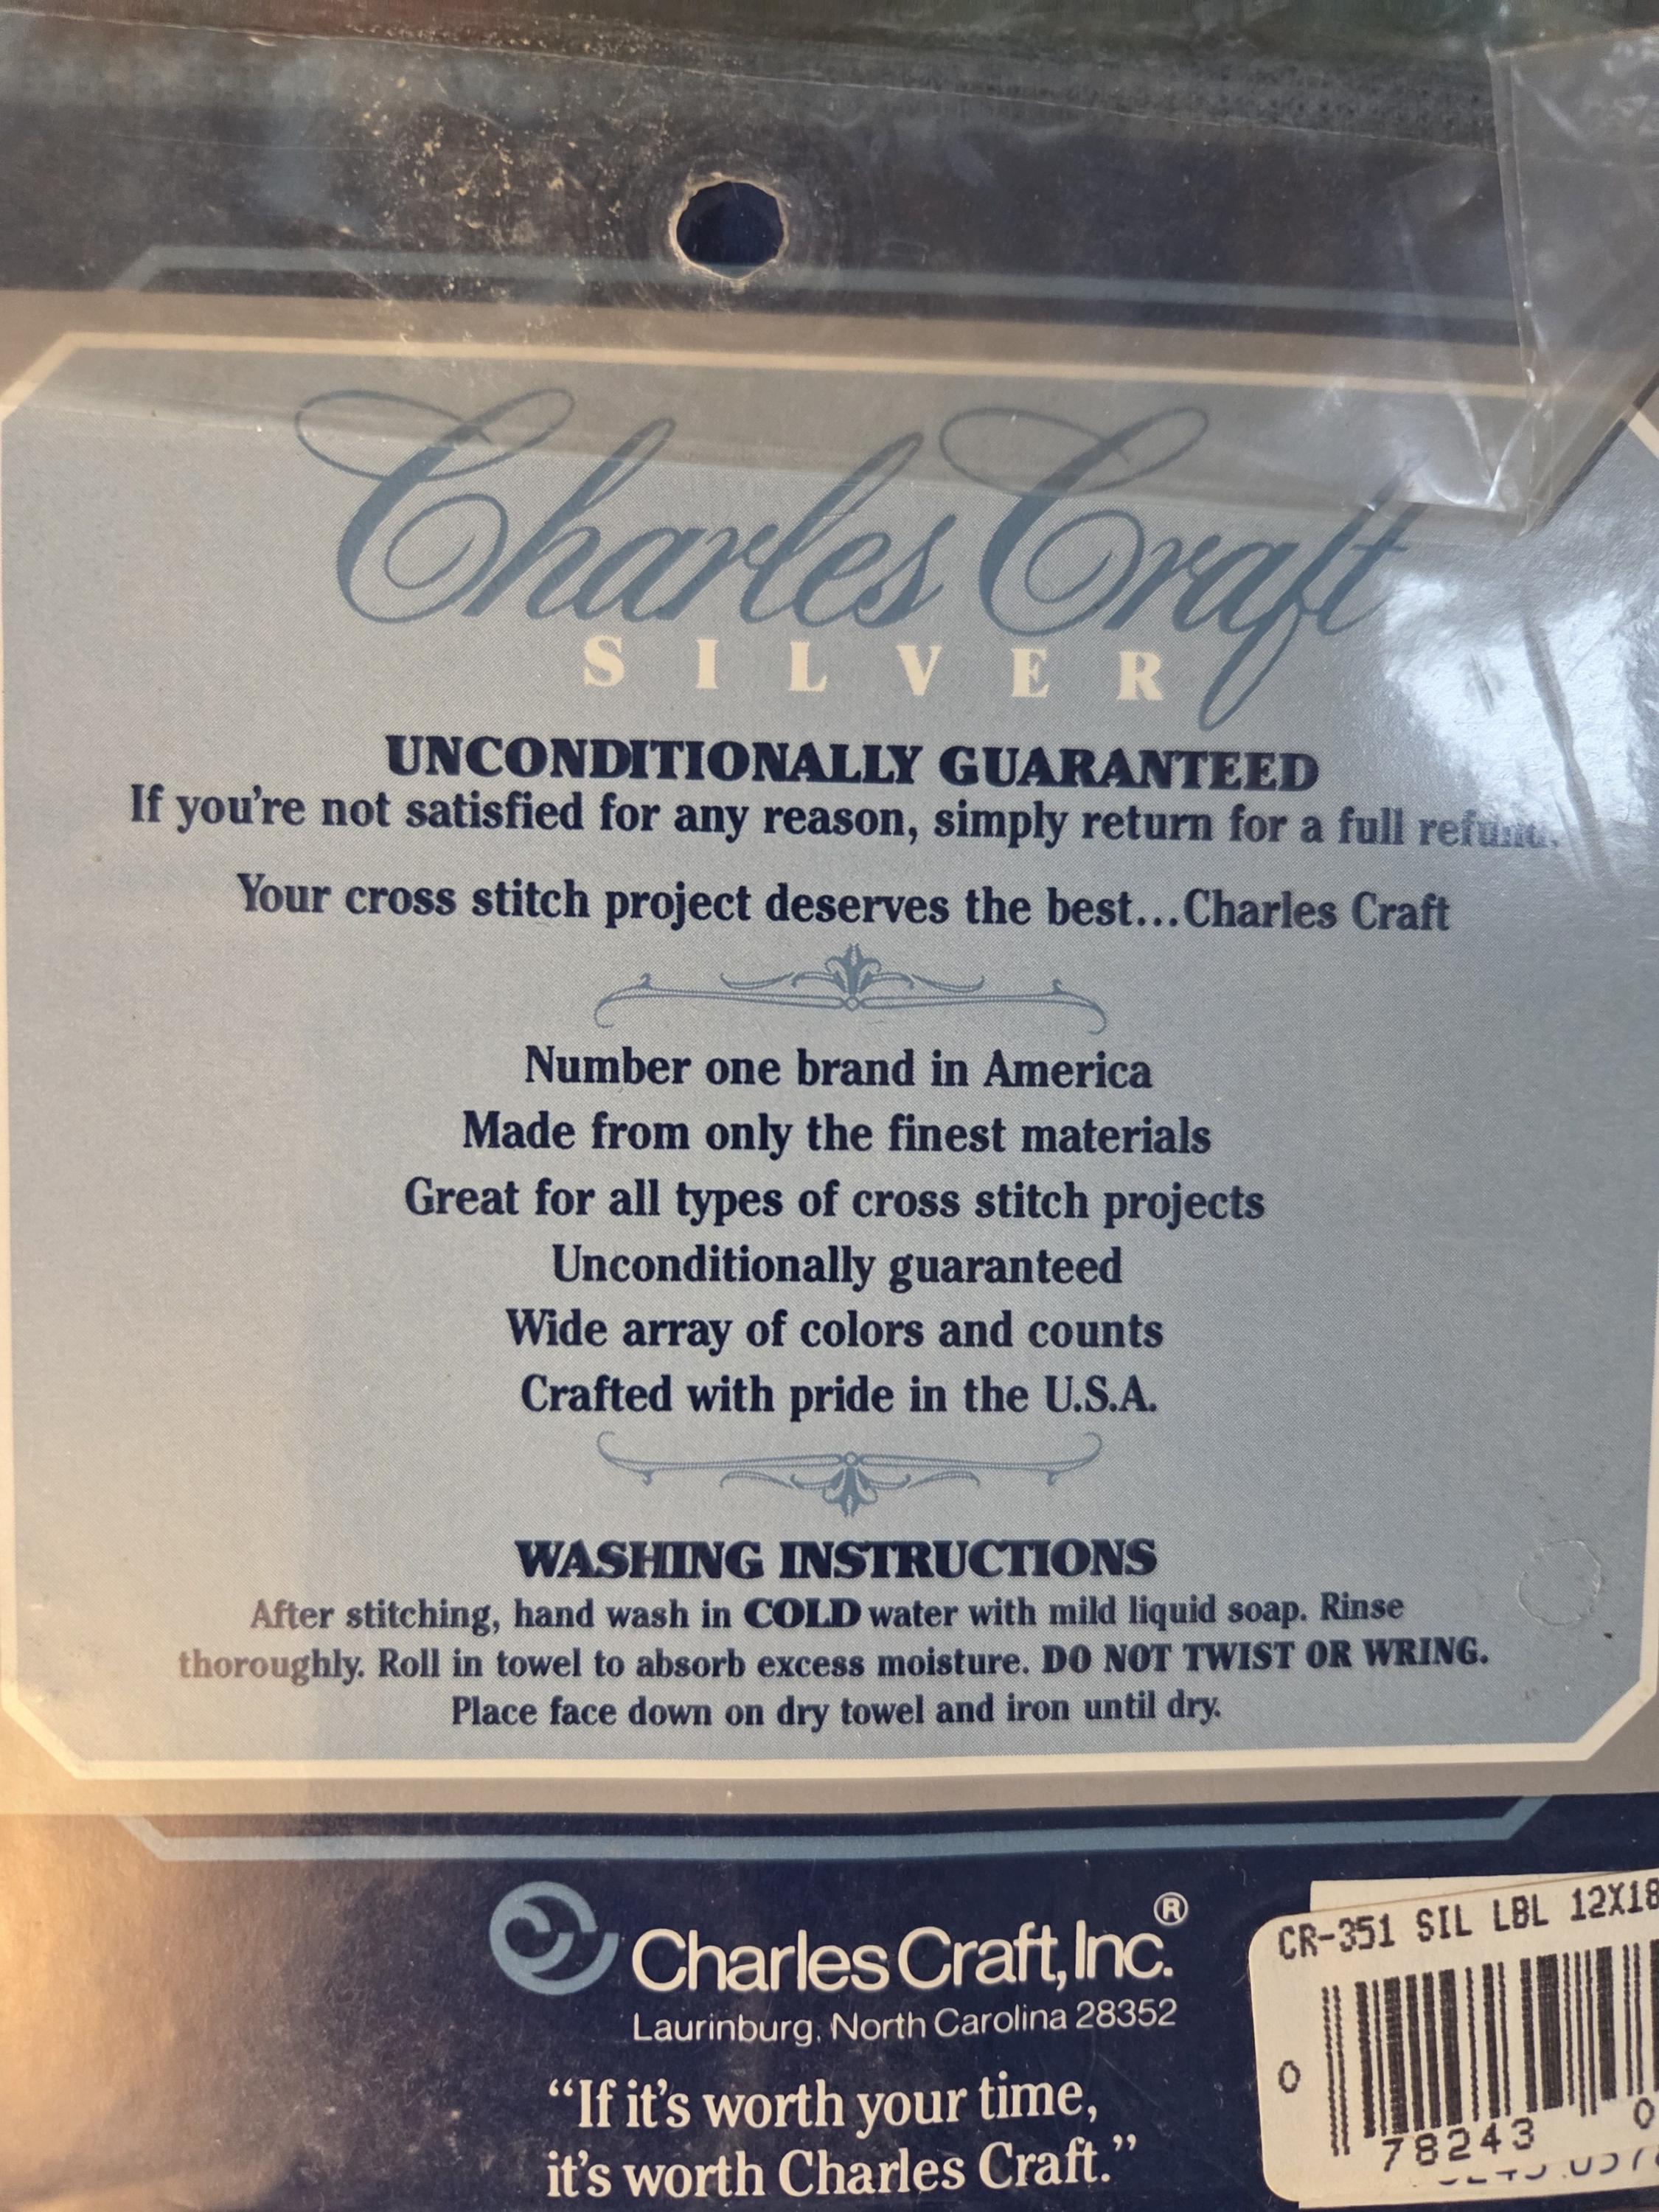 Charles Craft
SILVER
UNCONDITIONALLY GUARANTEED
If you're not satisfied for any reason, simply return for a full refund.
Your cross stitch project deserves the best...Charles Craft
Number one brand in America
Made from only the finest materials
Great for all types of cross stitch projects
Unconditionally guaranteed
Wide array of colors and counts
Crafted with pride in the U.S.A.
WASHING INSTRUCTIONS
After stitching, hand wash in COLD water with mild liquid soap. Rinse
thoroughly. Roll in towel to absorb excess moisture. DO NOT TWIST OR WRING.
Place face down on dry towel and iron until dry.
Charles Craft, Inc.®
Laurinburg, North Carolina 28352
"If it's worth your time,
it's worth Charles Craft."
CR-351 SIL LBL 12X18
0 78243 0